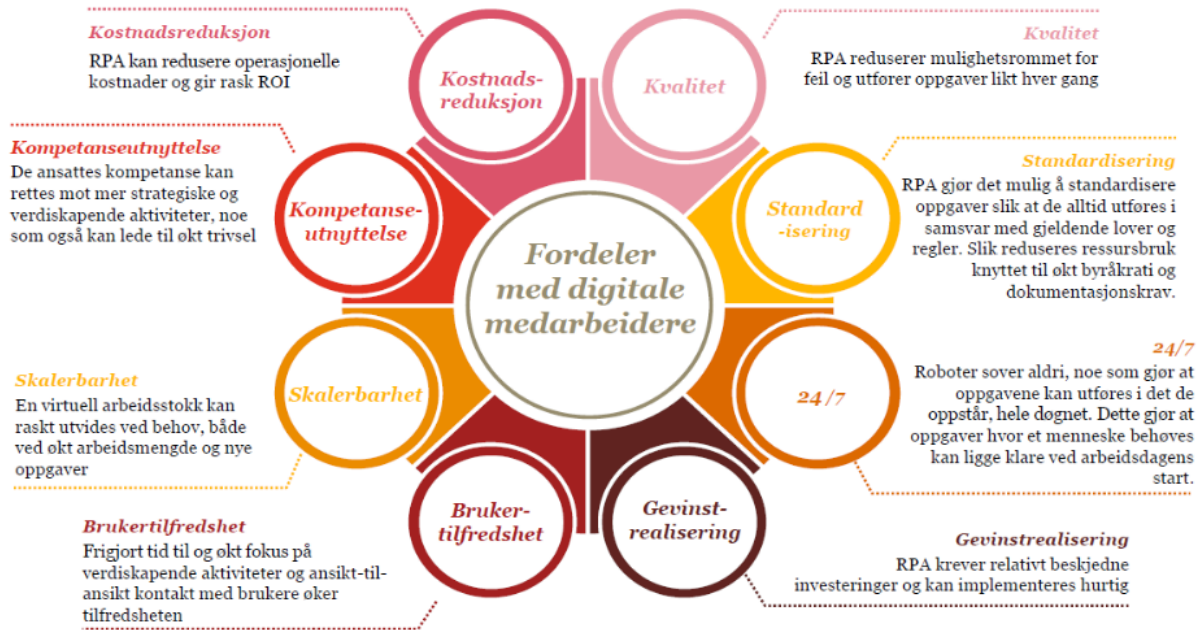 Kostnadsreduksjon
RPA kan redusere operasjonelle
kostnader og gir rask ROI
Kompetanseutnyttelse
De ansattes kompetanse kan
rettes mot mer strategiske og
verdiskapende aktiviteter, noe
som også kan lede til økt trivsel
Skalerbarhet
En virtuell arbeidsstokk kan
raskt utvides ved behov, både
ved økt arbeidsmengde og nye
oppgaver
Brukertilfredshet
Frigjort tid til og økt fokus på
verdiskapende aktiviteter og ansikt-til-
ansikt kontakt med brukere øker
tilfredsheten
Kostnads-
reduksjon
Kvalitet
Kompetanse-
utnyttelse
Standard
-isering
Fordeler
med digitale
medarbeidere
Skalerbarhet
24 /7
Bruker-
tilfredshet
Gevinst-
realisering
Kvalitet
RPA reduserer mulighetsrommet for
feil og utfører oppgaver likt hver gang
Standardisering
RPA gjør det mulig å standardisere
oppgaver slik at de alltid utføres i
samsvar med gjeldende lover og
regler. Slik reduseres ressursbruk
knyttet til økt byråkrati og
dokumentasjonskrav.
24/7
Roboter sover aldri, noe som gjør at
oppgavene kan utføres i det de
oppstår, hele døgnet. Dette gjør at
oppgaver hvor et menneske behøves
kan ligge klare ved arbeidsdagens
start.
Gevinstrealisering
RPA krever relativt beskjedne
investeringer og kan implementeres hurtig